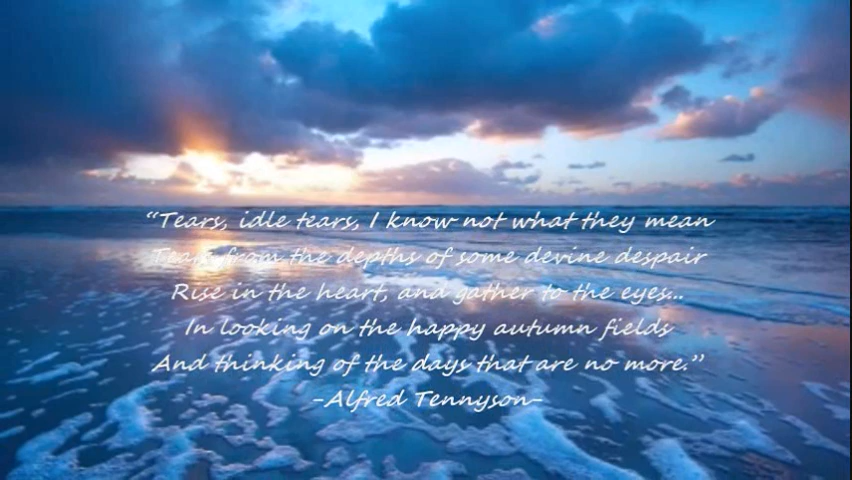 “Tears, idle tears, I know not what they mean
Tears from the depths of some devine despair
Rise in the heart, and gather to the eyes...
In looking on the happy autumn fields
And thinking of the days that are no more.”
-Alfred Tennyson-